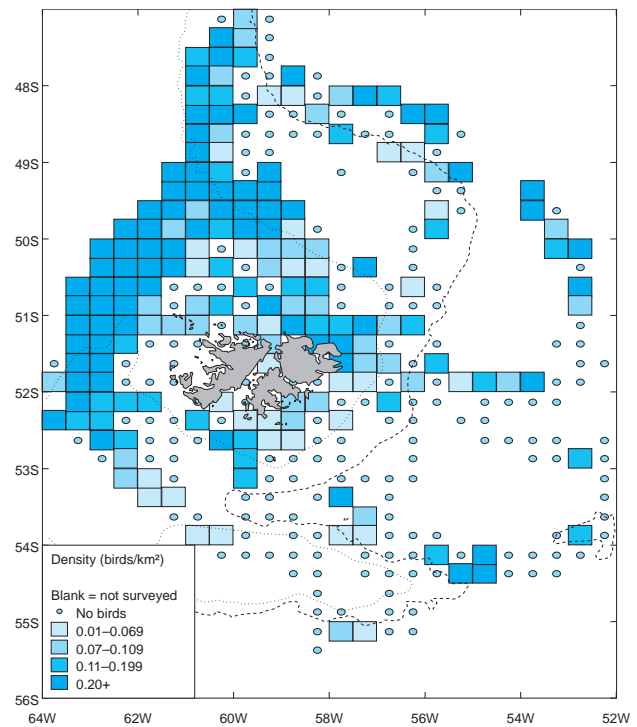 48S
49S
50S
51S
52S
53S
54S
55S
56S
Density (birds/km²)
Blank = not surveyed
No birds
0.01–0.069
0.07–0.109
0.11–0.199
0.20+
64W 62W 60W 58W 56W 54W 52W